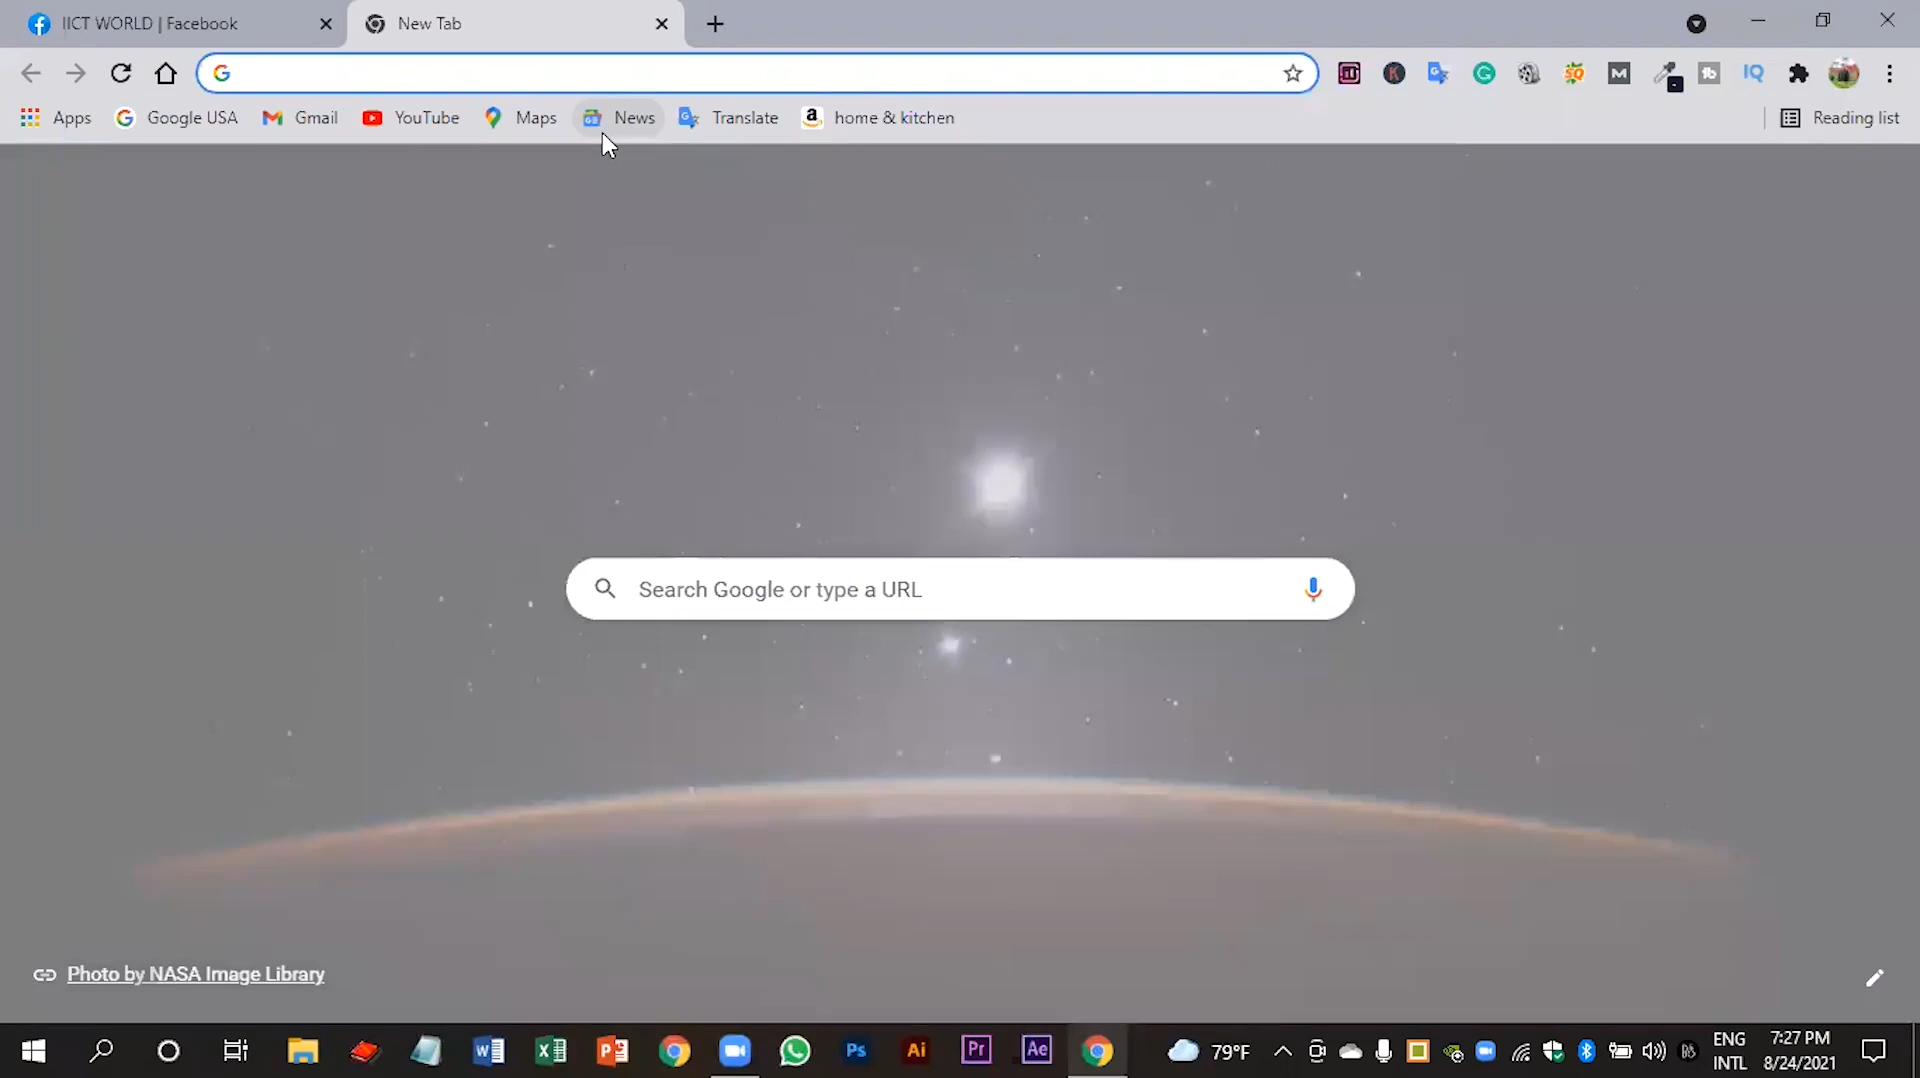 IICT WORLD | Facebook
New Tab
Apps
Google USA
Gmail
YouTube
Maps
News
Translate
home & kitchen
Reading list
Search Google or type a URL
Photo by NASA Image Library
79°F
ENG
INTL
7:27 PM
8/24/2021